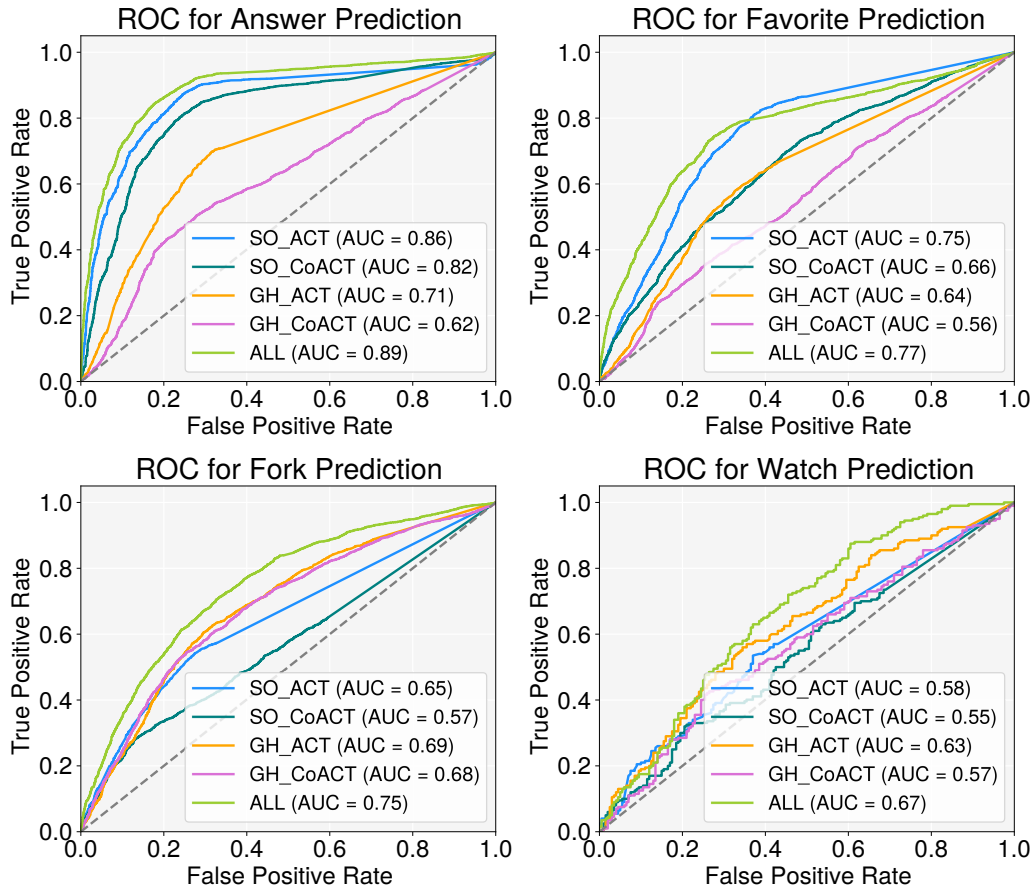 ROC for Answer Prediction
True Positive Rate
1.0
0.8
0.6
0.4
0.2
0.0
SO_ACT (AUC = 0.86)
SO_CoACT (AUC = 0.82)
GH_ACT (AUC = 0.71)
GH_CoACT (AUC = 0.62)
ALL (AUC = 0.89)
0.0 0.2 0.4 0.6 0.8 1.0
False Positive Rate
ROC for Favorite Prediction
True Positive Rate
1.0
0.8
0.6
0.4
0.2
0.0
SO_ACT (AUC = 0.75)
SO_CoACT (AUC = 0.66)
GH_ACT (AUC = 0.64)
GH_CoACT (AUC = 0.56)
ALL (AUC = 0.77)
0.0 0.2 0.4 0.6 0.8 1.0
False Positive Rate
ROC for Fork Prediction
True Positive Rate
1.0
0.8
0.6
0.4
0.2
0.0
SO_ACT (AUC = 0.65)
SO_CoACT (AUC = 0.57)
GH_ACT (AUC = 0.69)
GH_CoACT (AUC = 0.68)
ALL (AUC = 0.75)
0.0 0.2 0.4 0.6 0.8 1.0
False Positive Rate
ROC for Watch Prediction
True Positive Rate
1.0
0.8
0.6
0.4
0.2
0.0
SO_ACT (AUC = 0.58)
SO_CoACT (AUC = 0.55)
GH_ACT (AUC = 0.63)
GH_CoACT (AUC = 0.57)
ALL (AUC = 0.67)
0.0 0.2 0.4 0.6 0.8 1.0
False Positive Rate